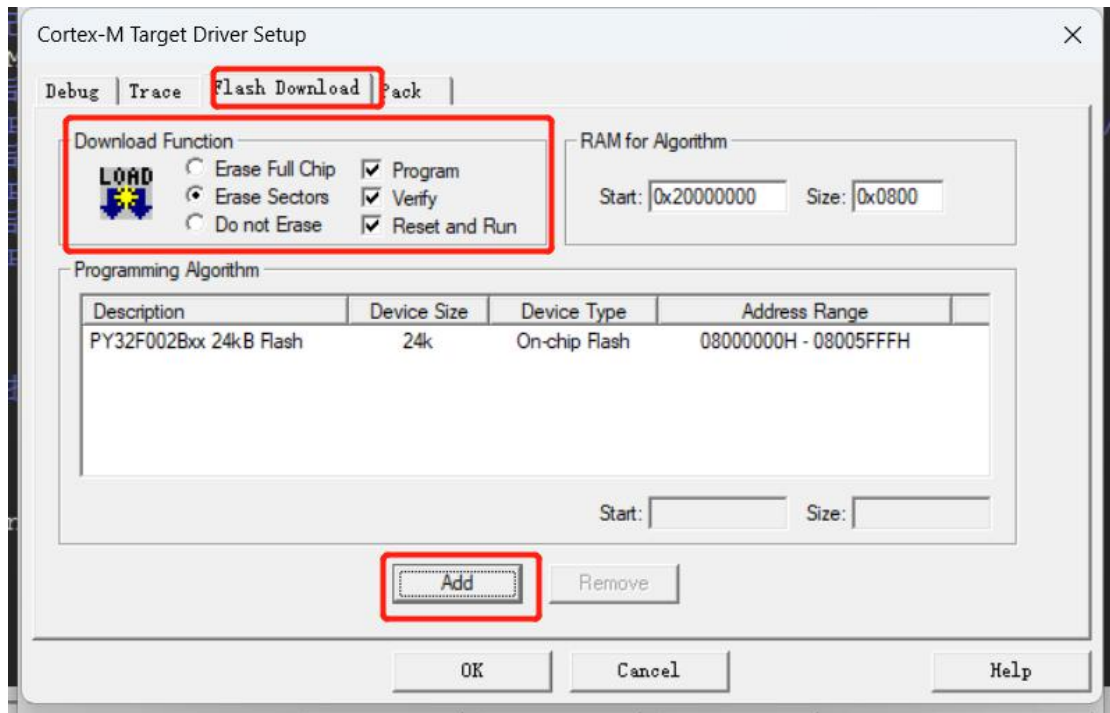 Cortex-M Target Driver Setup
Debug Trace Flash Download Pack
Download Function
LOAD
Erase Full Chip
Erase Sectors
Do not Erase
Program
Verify
Reset and Run
RAM for Algorithm
Start: 0x20000000 Size: 0x0800
Programming Algorithm
Description Device Size Device Type Address Range
PY32F002Bxx 24kB Flash 24k On-chip Flash 08000000H - 08005FFFH
Start: Size:
Add Remove
OK Cancel Help